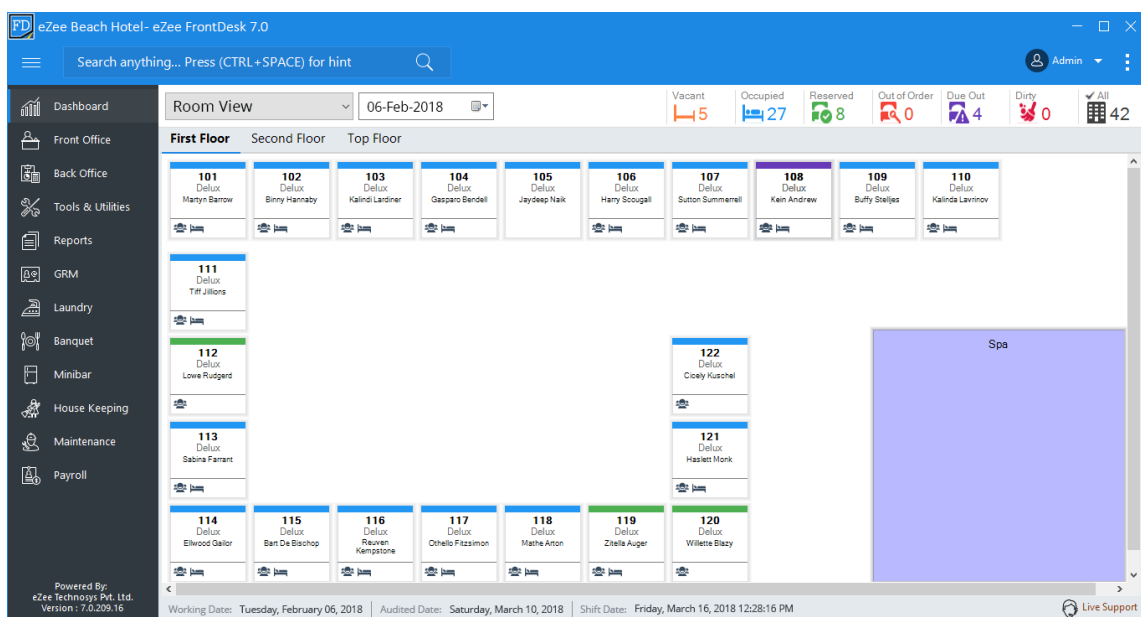 FD eZee Beach Hotel- eZee FrontDesk 7.0
Search anything... Press (CTRL+SPACE) for hint
Admin
Dashboard
Front Office
Back Office
Tools & Utilities
Reports
GRM
Laundry
Banquet
Minibar
House Keeping
Maintenance
Payroll
Powered By:
eZee Technosys Pvt. Ltd.
Version : 7.0.209.16
Room View
06-Feb-2018
Vacant
5
Occupied
27
Reserved
8
Out of Order
0
Due Out
4
Dirty
0
All
42
First Floor Second Floor Top Floor
101
Delux
Martyn Barrow
102
Delux
Binny Hannaby
103
Delux
Kalindi Lardiner
104
Delux
Gasparo Bendell
105
Delux
Jaydeep Naik
106
Delux
Harry Scougall
107
Delux
Sutton Summerrell
108
Delux
Kein Andrew
109
Delux
Buffy Stelljes
110
Delux
Kalinda Lavrinov
111
Delux
Tiff Jillions
112
Delux
Lowe Rudgerd
122
Delux
Cicely Kuschel
Spa
113
Delux
Sabina Farrant
121
Delux
Haslett Monk
114
Delux
Ellwood Gailor
115
Delux
Bart De Bischop
116
Delux
Reuven
Kempstone
117
Delux
Othello Fitzsimon
118
Delux
Mathe Arton
119
Delux
Zitella Auger
120
Delux
Willette Blazy
Working Date: Tuesday, February 06, 2018 Audited Date: Saturday, March 10, 2018 Shift Date: Friday, March 16, 2018 12:28:16 PM
Live Support